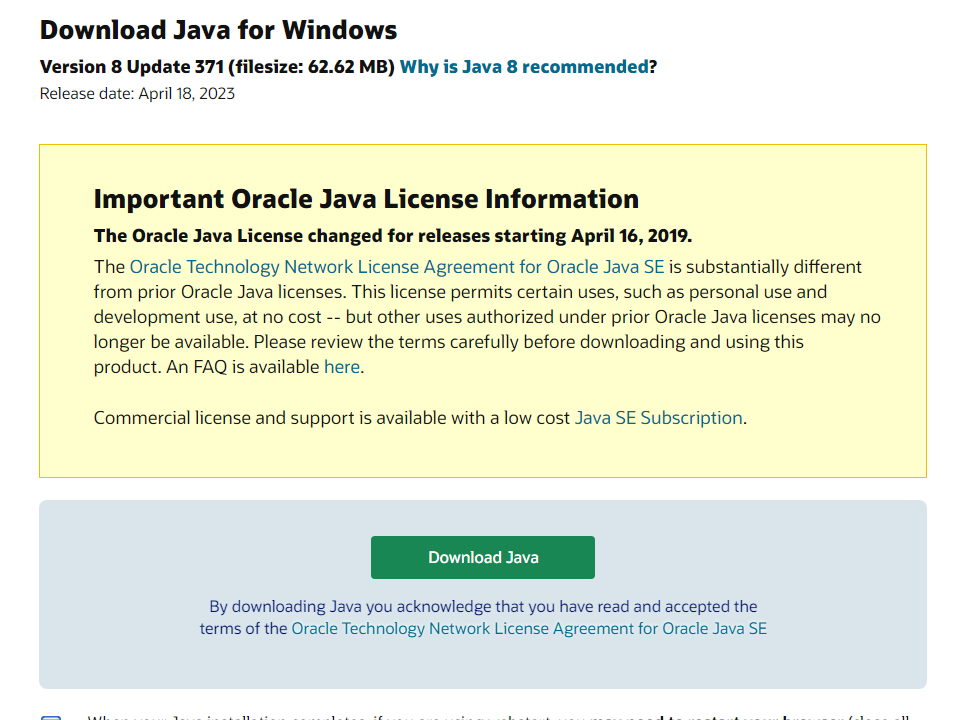 Download Java for Windows
Version 8 Update 371 (filesize: 62.62 MB) Why is Java 8 recommended?
Release date: April 18, 2023
Important Oracle Java License Information
The Oracle Java License changed for releases starting April 16, 2019.
The Oracle Technology Network License Agreement for Oracle Java SE is substantially different
from prior Oracle Java licenses. This license permits certain uses, such as personal use and
development use, at no cost -- but other uses authorized under prior Oracle Java licenses may no
longer be available. Please review the terms carefully before downloading and using this
product. An FAQ is available here.
Commercial license and support is available with a low cost Java SE Subscription.
Download Java
By downloading Java you acknowledge that you have read and accepted the
terms of the Oracle Technology Network License Agreement for Oracle Java SE
When your Java installation completes, if you are using webstart, you may need to restart your browser (close all